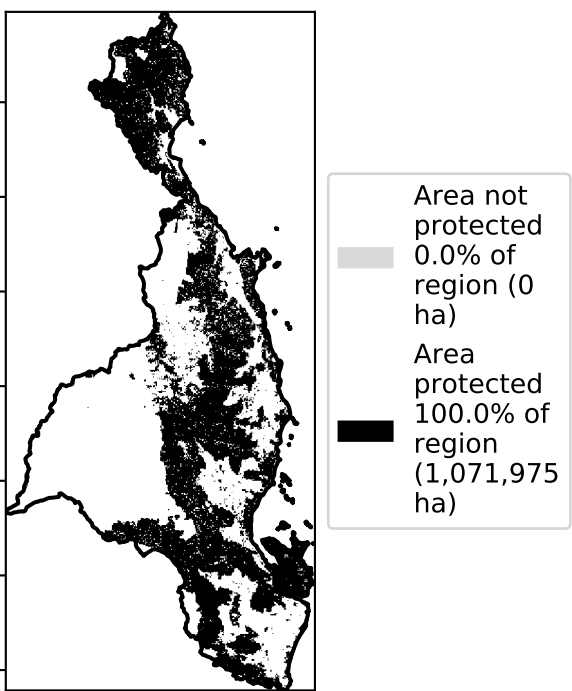 Area not
protected
0.0% of
region (0
ha)
Area
protected
100.0% of
region
(1,071,975
ha)